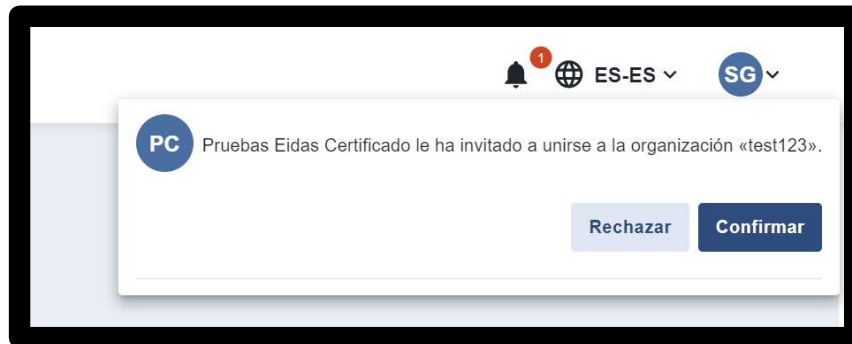 1
ES-ES
SG
PC
Pruebas Eidas Certificado le ha invitado a unirse a la organización «test123».
Rechazar
Confirmar